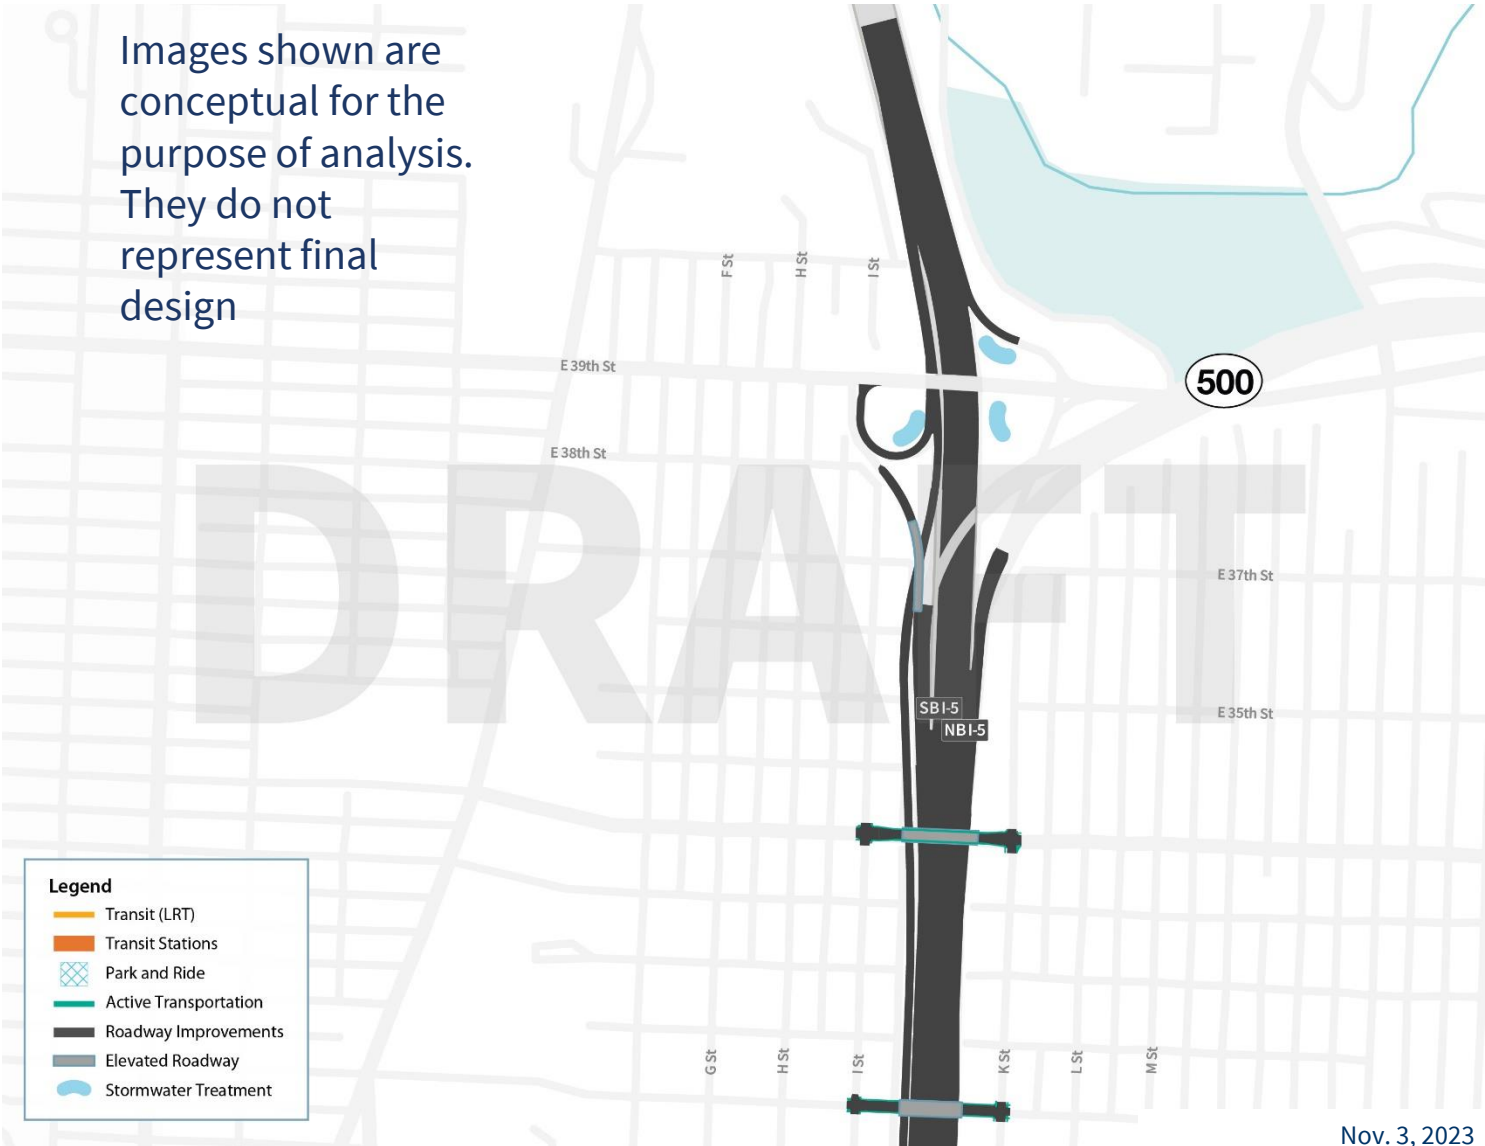 Images shown are
conceptual for the
purpose of analysis.
They do not
represent final
design
F St
H St
I St
E 39th St
500
E 38th St
DRAFT
E 37th St
SB I-5
E 35th St
NB I-5
Legend
Transit (LRT)
Transit Stations
Park and Ride
Active Transportation
Roadway Improvements
Elevated Roadway
Stormwater Treatment
G St
H St
I St
K St
L St
M St
Nov. 3, 2023